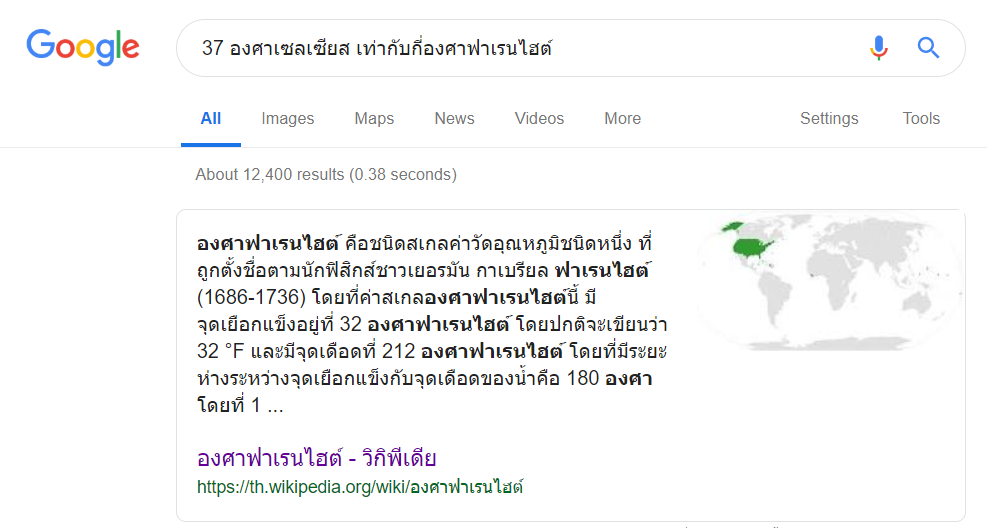 Google
37 องศาเซลเซียส เท่ากับกี่องศาฟาเรนไฮต์
All Images Maps News Videos More Settings Tools
About 12,400 results (0.38 seconds)
องศาฟาเรนไฮต์ คือชนิดสเกลค่าวัดอุณหภูมิชนิดหนึ่ง ที่
ถูกตั้งชื่อตามนักฟิสิกส์ชาวเยอรมัน กาเบรียล ฟาเรนไฮต์
(1686-1736) โดยที่ค่าสเกลองศาฟาเรนไฮต์นี้ มี
จุดเยือกแข็งอยู่ที่ 32 องศาฟาเรนไฮต์ โดยปกติจะเขียนว่า
32 °F และมีจุดเดือดที่ 212 องศาฟาเรนไฮต์ โดยที่มีระยะ
ห่างระหว่างจุดเยือกแข็งกับจุดเดือดของน้ำคือ 180 องศา
โดยที่ 1 ...
องศาฟาเรนไฮต์ - วิกิพีเดีย
https://th.wikipedia.org/wiki/องศาฟาเรนไฮต์